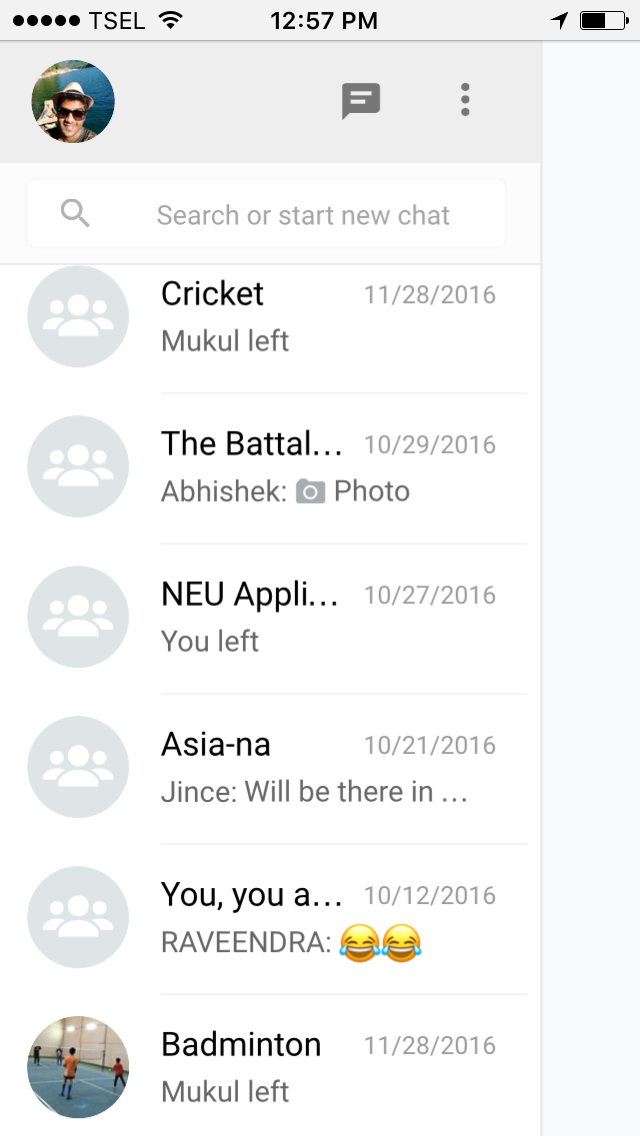 TSEL 12:57 PM
Search or start new chat
Cricket 11/28/2016
Mukul left
The Battal... 10/29/2016
Abhishek: Photo
NEU Appli... 10/27/2016
You left
Asia-na 10/21/2016
Jince: Will be there in ...
You, you a... 10/12/2016
RAVEENDRA: 😂😂
Badminton 11/28/2016
Mukul left